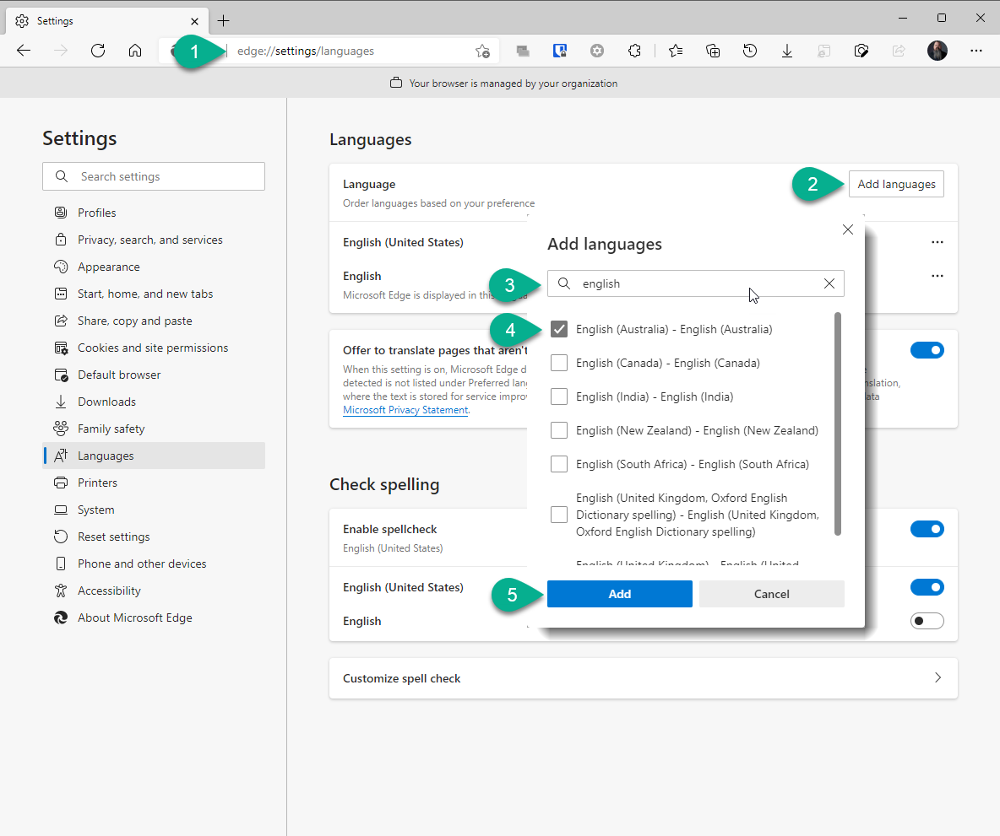 Settings
1
edge://settings/languages
Your browser is managed by your organization
Settings
Search settings
Profiles
Privacy, search, and services
Appearance
Start, home, and new tabs
Share, copy and paste
Cookies and site permissions
Default browser
Downloads
Family safety
Languages
Printers
System
Reset settings
Phone and other devices
Accessibility
About Microsoft Edge
Languages
Language
Order languages based on your preference
2
Add languages
English (United States)
English
Microsoft Edge is displayed in this
Offer to translate pages that aren't
When this setting is on, Microsoft Edge
detected is not listed under Preferred
where the text is stored for service
Microsoft Privacy Statement.
Add languages
3
english
4
English (Australia) - English (Australia)
English (Canada) - English (Canada)
English (India) - English (India)
English (New Zealand) - English (New Zealand)
English (South Africa) - English (South Africa)
English (United Kingdom, Oxford English
Dictionary spelling) - English (United Kingdom,
Oxford English Dictionary spelling)
English (United Kingdom) - English (United
5
Add
Cancel
Check spelling
Enable spellcheck
English (United States)
English (United States)
English
Customize spell check